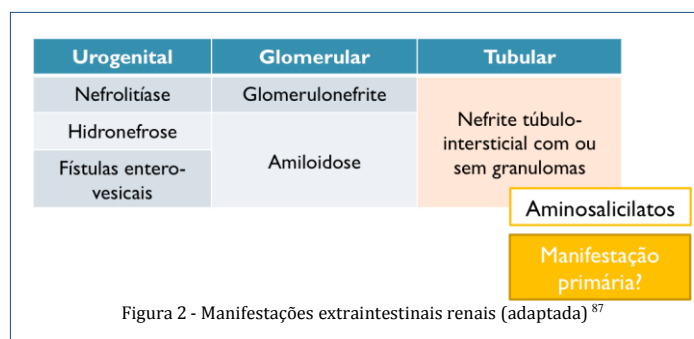 Urogenital
Glomerular
Tubular
Nefrolitíase
Glomerulonefrite
Nefrite túbulo-
intersticial com ou
sem granulomas
Hidronefrose
Amiloidose
Fístulas entero-
vesicais
Aminosalicilatos
Manifestação
primária?
Figura 2 - Manifestações extraintestinais renais (adaptada) 87